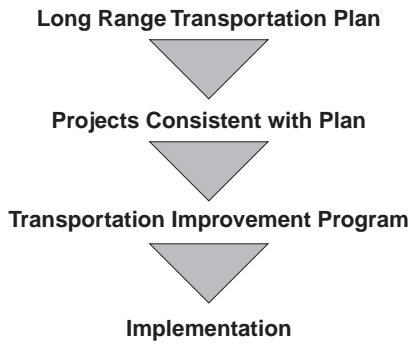 Long Range Transportation Plan
Projects Consistent with Plan
Transportation Improvement Program
Implementation